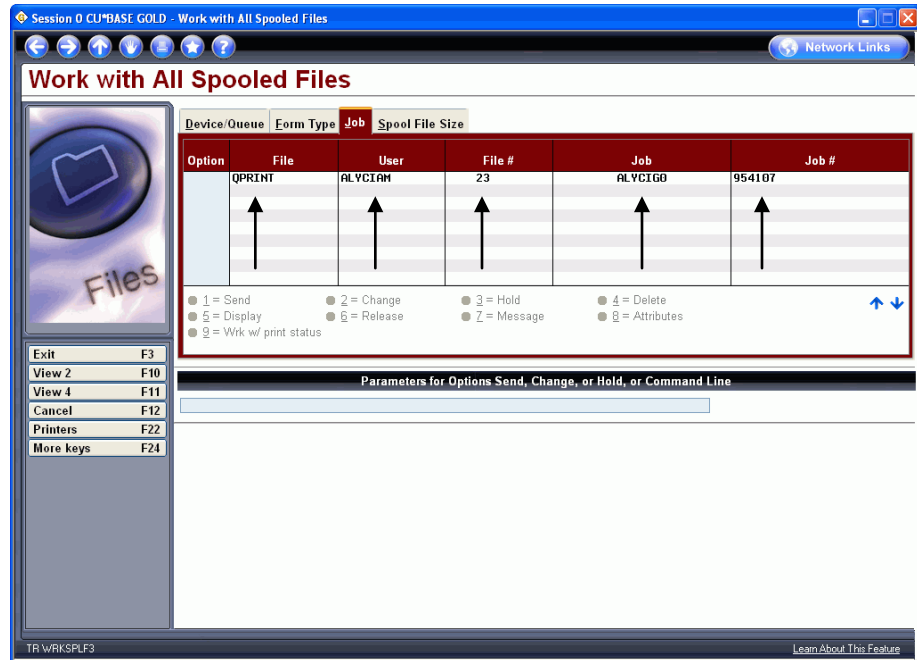 Session 0 CU*BASE GOLD - Work with All Spooled Files
Network Links
Work with All Spooled Files
Device/Queue Form Type Job Spool File Size
Option File User File # Job Job #
QPRINT ALYCIAM 23 ALYCIGO 954107
1 = Send 2 = Change 3 = Hold 4 = Delete
5 = Display 6 = Release 7 = Message 8 = Attributes
9 = Wrk w/ print status
Files
Exit F3
View 2 F10
View 4 F11
Cancel F12
Printers F22
More keys F24
Parameters for Options Send, Change, or Hold, or Command Line
TR WRKSPLF3
Learn About This Feature